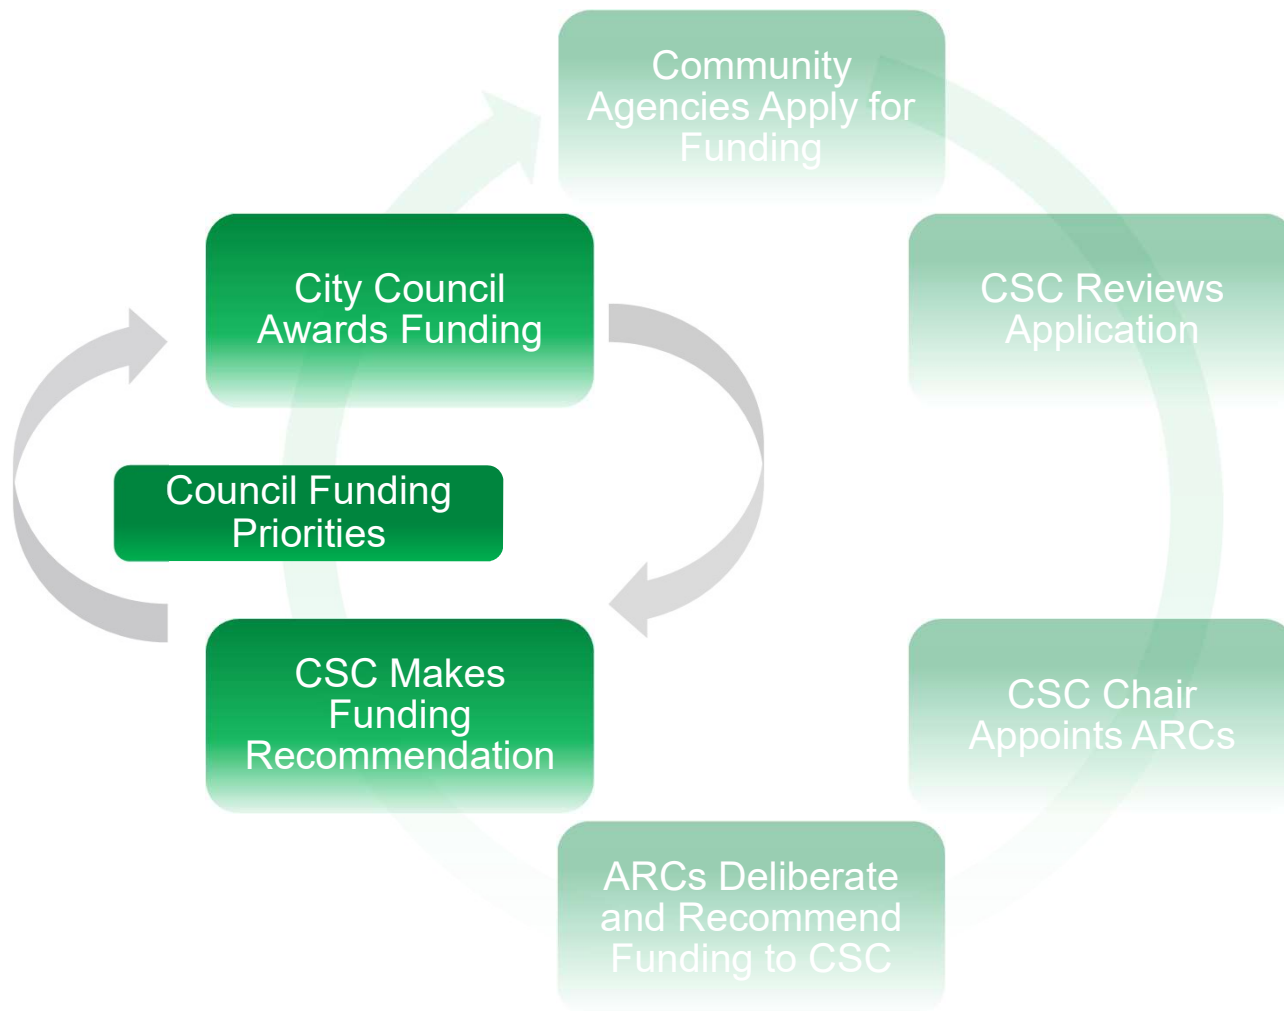 Community
Agencies Apply for
Funding
CSC Reviews
Application
CSC Chair
Appoints ARCs
ARCs Deliberate
and Recommend
Funding to CSC
CSC Makes
Funding
Recommendation
Council Funding
Priorities
City Council
Awards Funding